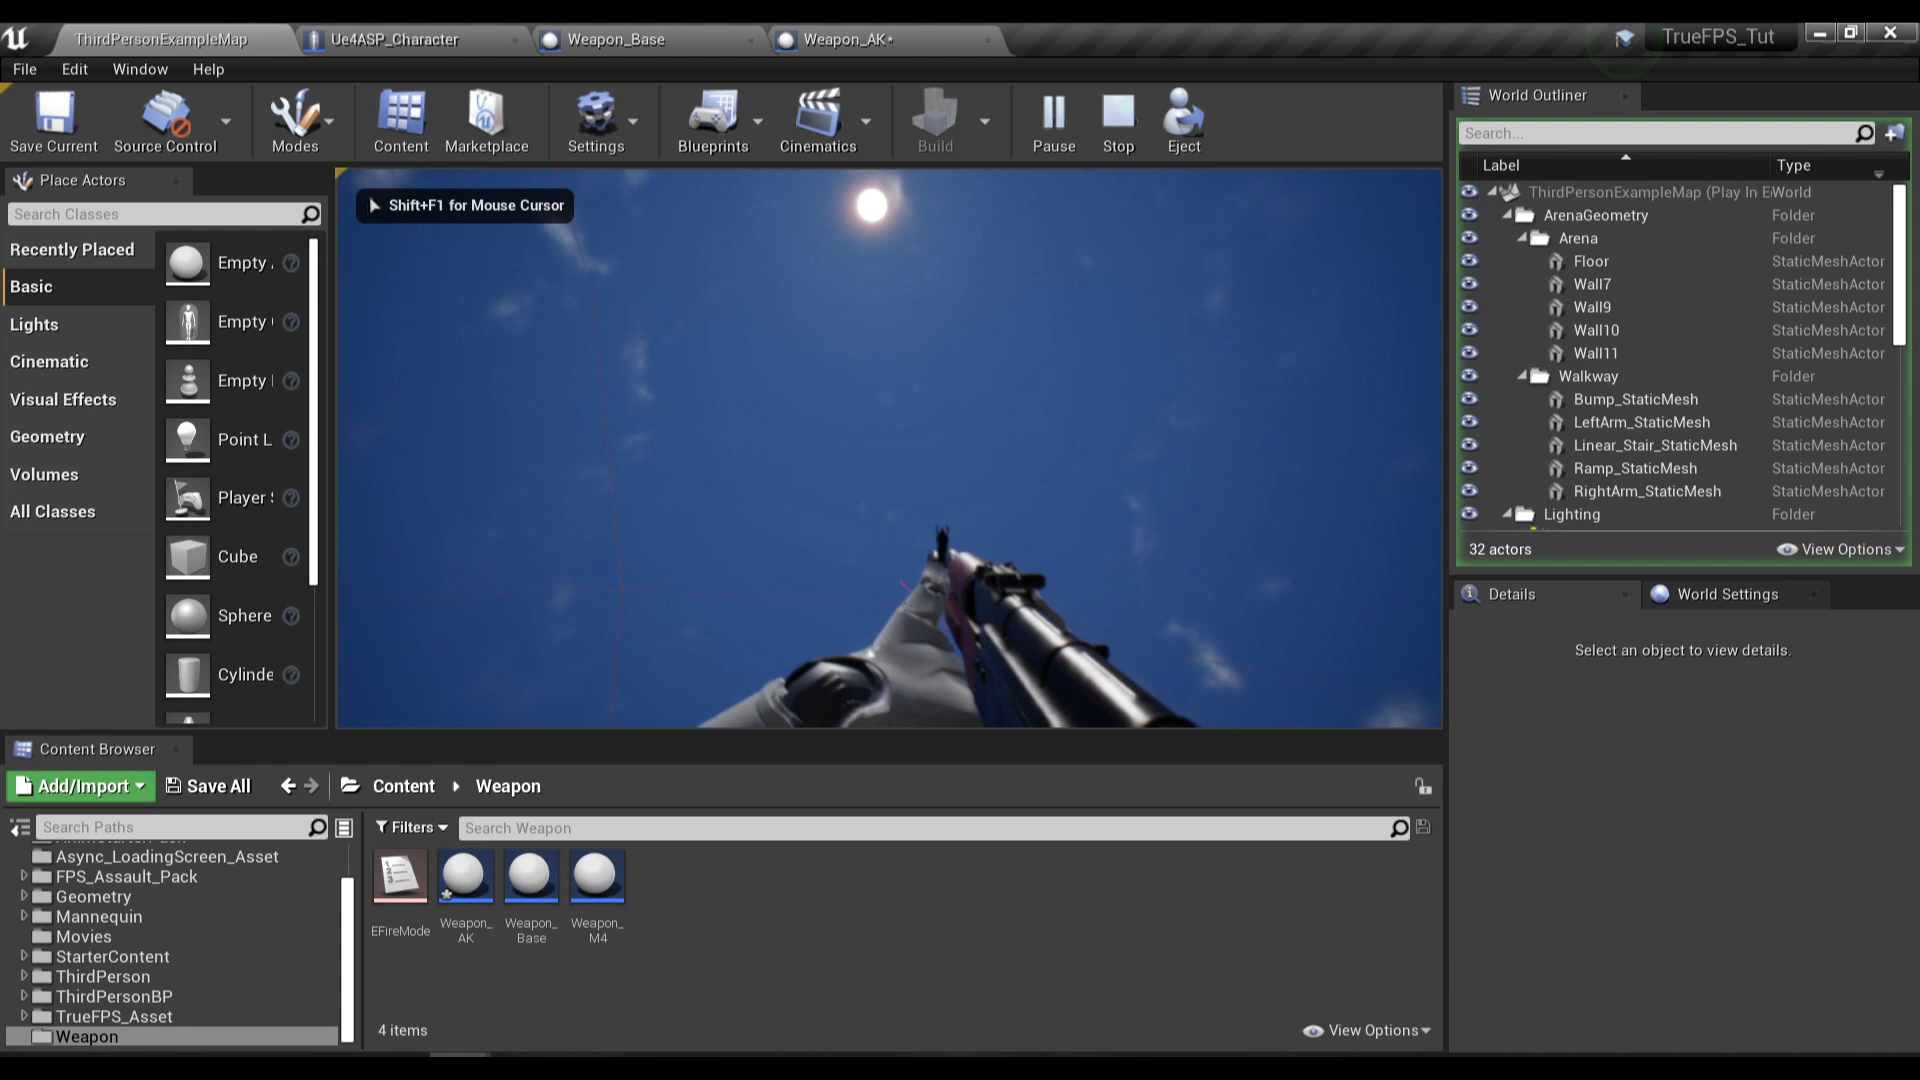 ThirdPersonExampleMap
Ue4ASP_Character
Weapon_Base
Weapon_AK*
TrueFPS_Tut
File
Edit
Window
Help
Save Current
Source Control
Modes
Content
Marketplace
Settings
Blueprints
Cinematics
Build
Pause
Stop
Eject
Place Actors
Search Classes
Recently Placed
Basic
Lights
Cinematic
Visual Effects
Geometry
Volumes
All Classes
Empty
Empty
Empty
Point L
Player
Cube
Sphere
Cylinde
Shift+F1 for Mouse Cursor
World Outliner
Search...
Label
Type
ThirdPersonExampleMap (Play In E World
ArenaGeometry Folder
Arena Folder
Floor StaticMeshActor
Wall7 StaticMeshActor
Wall9 StaticMeshActor
Wall10 StaticMeshActor
Wall11 StaticMeshActor
Walkway Folder
Bump_StaticMesh StaticMeshActor
LeftArm_StaticMesh StaticMeshActor
Linear_Stair_StaticMesh StaticMeshActor
Ramp_StaticMesh StaticMeshActor
RightArm_StaticMesh StaticMeshActor
Lighting Folder
32 actors
View Options
Details
World Settings
Select an object to view details.
Content Browser
Add/Import
Save All
Content
Weapon
Search Paths
Async_LoadingScreen_Asset
FPS_Assault_Pack
Geometry
Mannequin
Movies
StarterContent
ThirdPerson
ThirdPersonBP
TrueFPS_Asset
Weapon
Filters
Search Weapon
EFireMode
Weapon_
AK
Weapon_
Base
Weapon_
M4
4 items
View Options